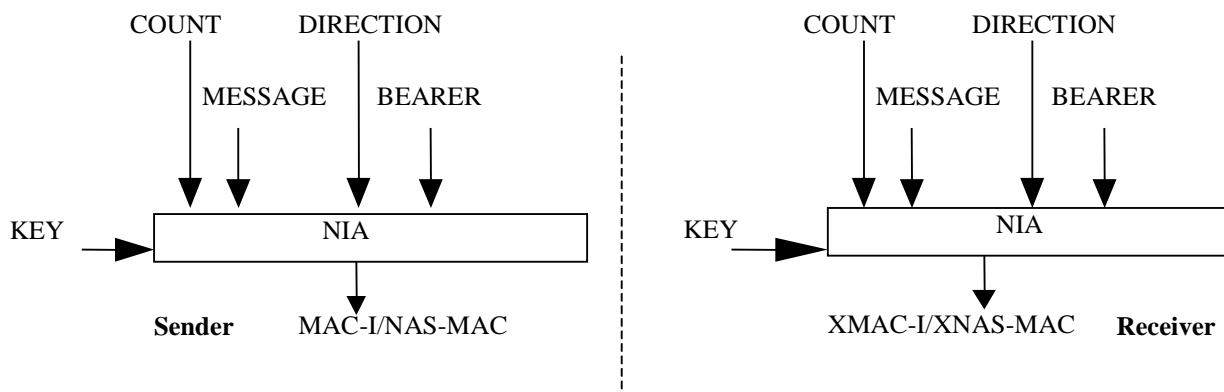 COUNT DIRECTION
MESSAGE BEARER
KEY NIA
Sender MAC-I/NAS-MAC
COUNT DIRECTION
MESSAGE BEARER
KEY NIA
XMAC-I/XNAS-MAC Receiver